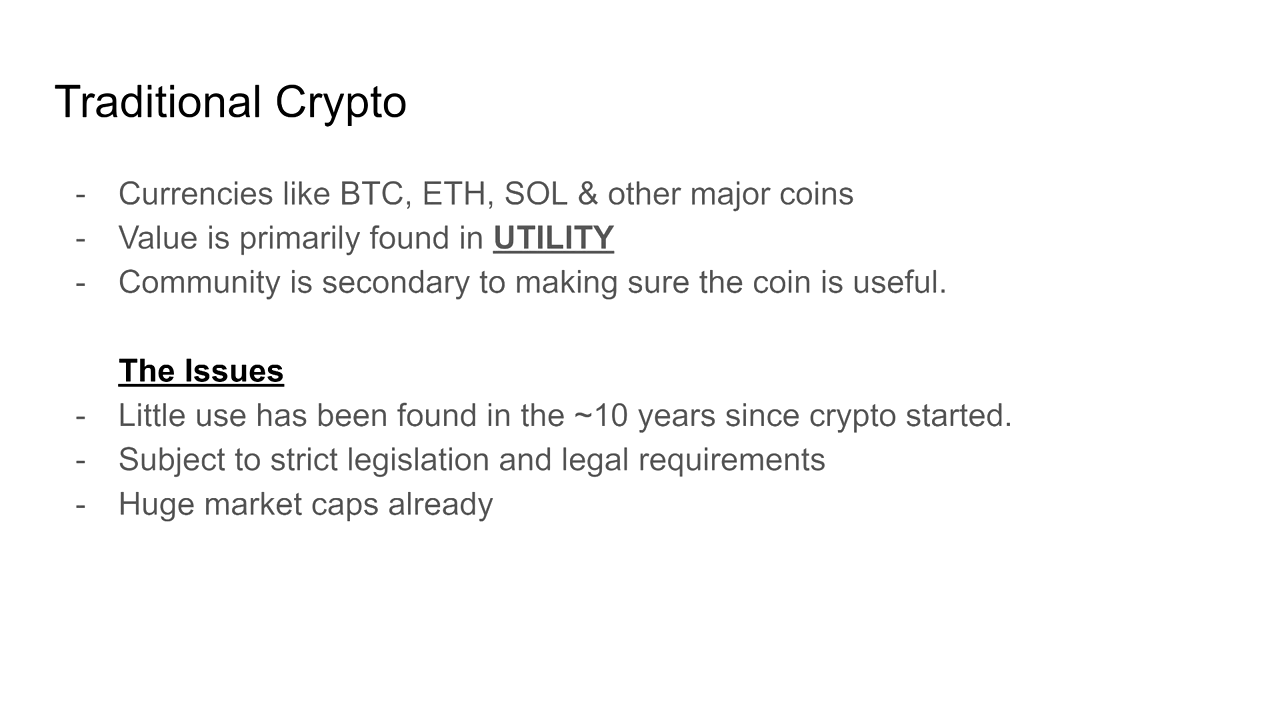 Traditional Crypto
- Currencies like BTC, ETH, SOL & other major coins
- Value is primarily found in UTILITY
- Community is secondary to making sure the coin is useful.
The Issues
- Little use has been found in the ~10 years since crypto started.
- Subject to strict legislation and legal requirements
- Huge market caps already